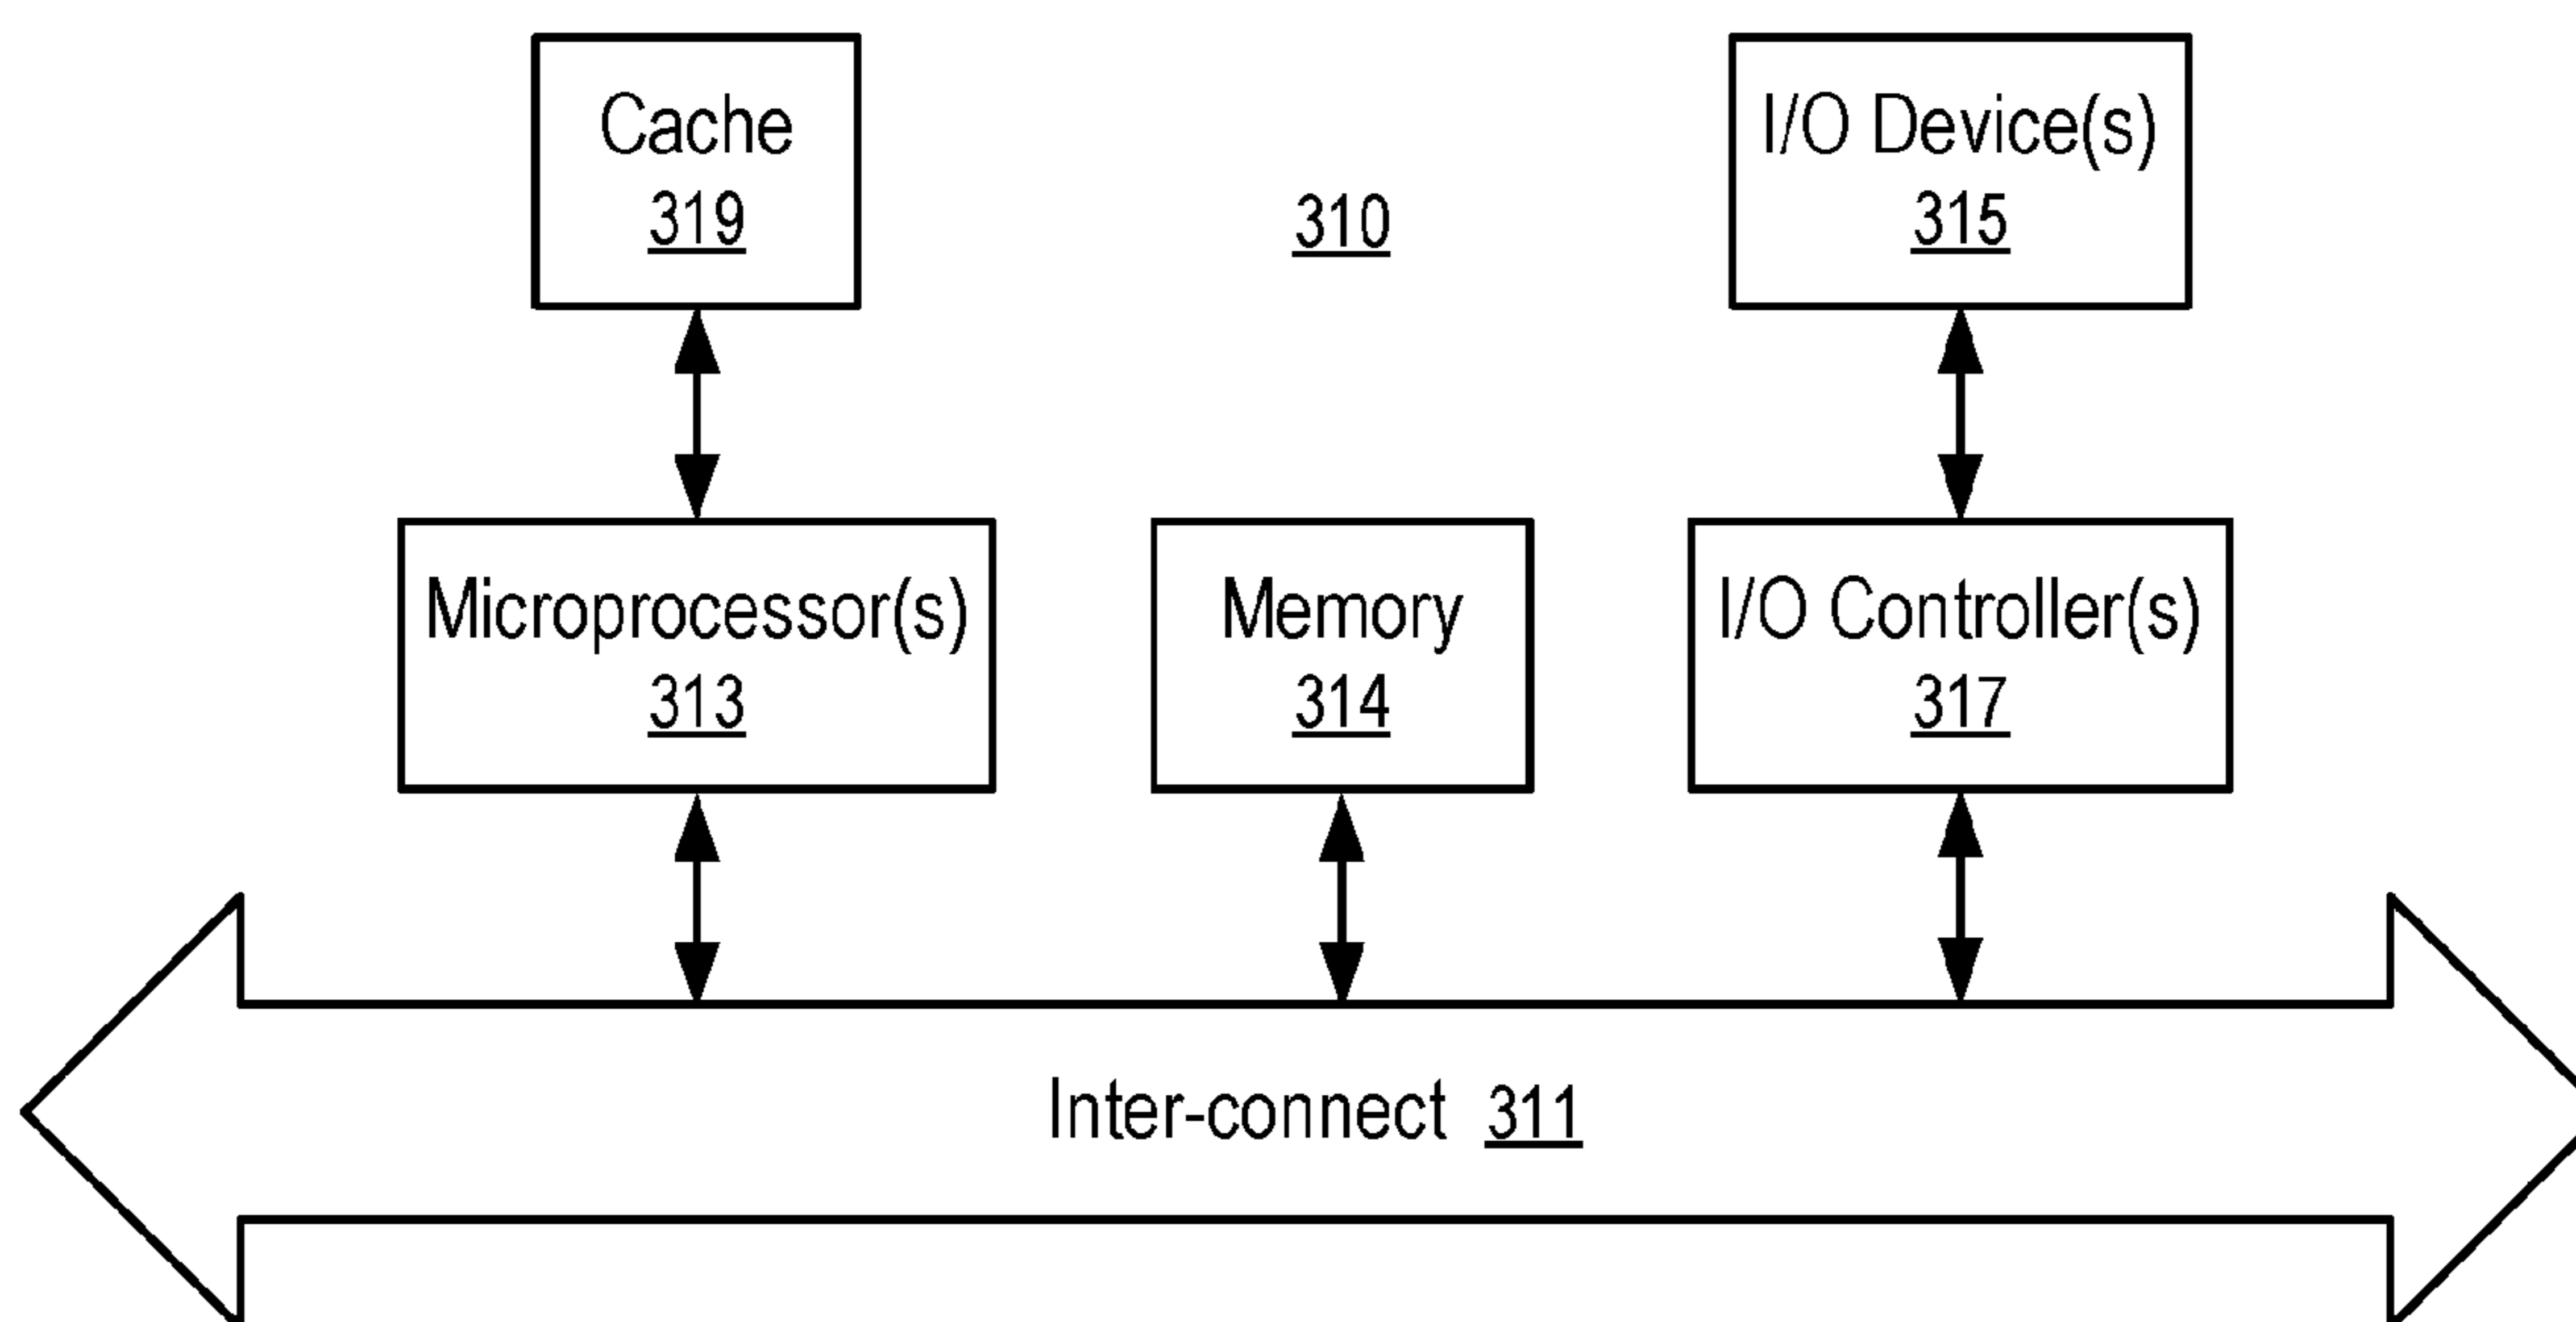 Cache
319
310
I/O Device(s)
315
Microprocessor(s)
313
Memory
314
I/O Controller(s)
317
Inter-connect 311